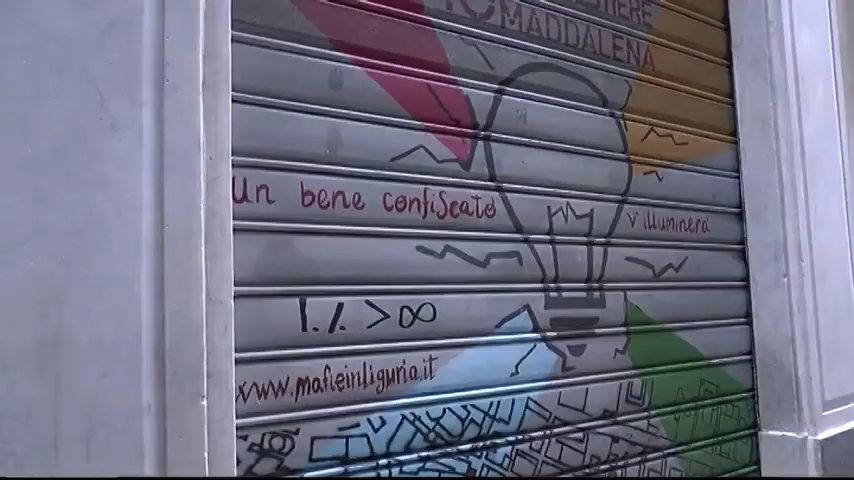 MADDALENA
un bene confiscato
v'illuminerà
1./. > ∞
www.mafieinliguria.it